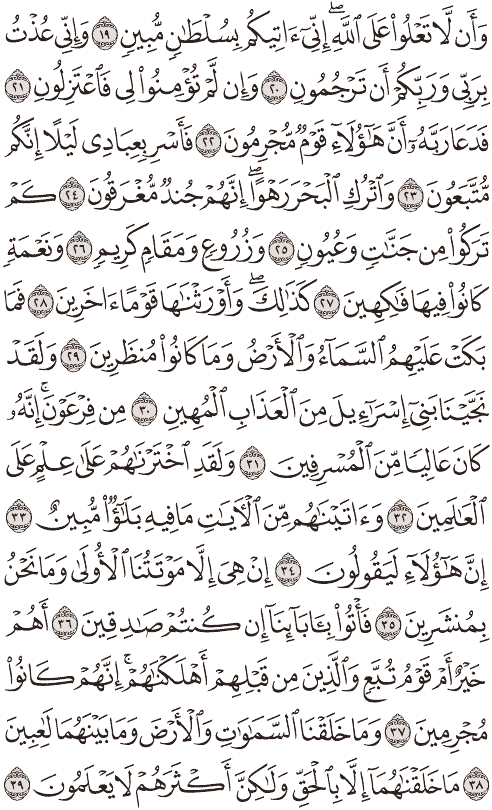 وَأَن لَّا تَعْلُوا۟ عَلَى ٱللَّهِ ۖ إِنِّىٓ ءَاتِيكُم بِسُلْطَٰنٍ مُّبِينٍ ١٩ وَإِنِّى عُذْتُ
بِرَبِّى وَرَبِّكُمْ أَن تَرْجُمُونِ ٢٠ وَإِن لَّمْ تُؤْمِنُوا۟ لِى فَٱعْتَزِلُونِ ٢١
فَدَعَا رَبَّهُۥٓ أَنَّ هَٰٓؤُلَآءِ قَوْمٌ مُّجْرِمُونَ ٢٢ فَأَسْرِ بِعِبَادِى لَيْلًا إِنَّكُم
مُّتَّبَعُونَ ٢٣ وَٱتْرُكِ ٱلْبَحْرَ رَهْوًا ۖ إِنَّهُمْ جُندٌ مُّغْرَقُونَ ٢٤ كَمْ
تَرَكُوا۟ مِن جَنَّٰتٍ وَعُيُونٍ ٢٥ وَزُرُوعٍ وَمَقَامٍ كَرِيمٍ ٢٦ وَنَعْمَةٍ
كَانُوا۟ فِيهَا فَٰكِهِينَ ٢٧ كَذَٰلِكَ ۖ وَأَوْرَثْنَٰهَا قَوْمًا ءَاخَرِينَ ٢٨ فَمَا
بَكَتْ عَلَيْهِمُ ٱلسَّمَآءُ وَٱلْأَرْضُ وَمَا كَانُوا۟ مُنظَرِينَ ٢٩ وَلَقَدْ
نَجَّيْنَا بَنِىٓ إِسْرَٰٓءِيلَ مِنَ ٱلْعَذَابِ ٱلْمُهِينِ ٣٠ مِن فِرْعَوْنَ ۚ إِنَّهُۥ
كَانَ عَالِيًا مِّنَ ٱلْمُسْرِفِينَ ٣١ وَلَقَدِ ٱخْتَرْنَٰهُمْ عَلَىٰ عِلْمٍ عَلَى
ٱلْعَٰلَمِينَ ٣٢ وَءَاتَيْنَٰهُم مِّنَ ٱلْءَايَٰتِ مَا فِيهِ بَلَٰٓؤٌا۟ مُّبِينٌ ٣٣
إِنَّ هَٰٓؤُلَآءِ لَيَقُولُونَ ٣٤ إِنْ هِىَ إِلَّا مَوْتَتُنَا ٱلْأُولَىٰ وَمَا نَحْنُ
بِمُنشَرِينَ ٣٥ فَأْتُوا۟ بِـَٔابَآئِنَآ إِن كُنتُمْ صَٰدِقِينَ ٣٦ أَهُمْ
خَيْرٌ أَمْ قَوْمُ تُبَّعٍ وَٱلَّذِينَ مِن قَبْلِهِمْ ۚ أَهْلَكْنَٰهُمْ ۖ إِنَّهُمْ كَانُوا۟
مُجْرِمِينَ ٣٧ وَمَا خَلَقْنَا ٱلسَّمَٰوَٰتِ وَٱلْأَرْضَ وَمَا بَيْنَهُمَا لَٰعِبِينَ
٣٨ مَا خَلَقْنَٰهُمَآ إِلَّا بِٱلْحَقِّ وَلَٰكِنَّ أَكْثَرَهُمْ لَا يَعْلَمُونَ ٣٩